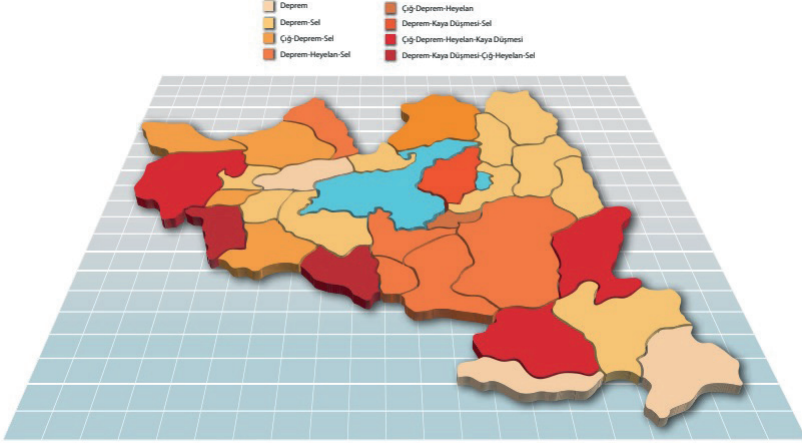 Deprem
Deprem-Sel
Çığ-Deprem-Sel
Deprem-Heyelan-Sel
Çığ-Deprem-Heyelan
Deprem-Kaya Düşmesi-Sel
Çığ-Deprem-Heyelan-Kaya Düşmesi
Deprem-Kaya Düşmesi-Çığ-Heyelan-Sel